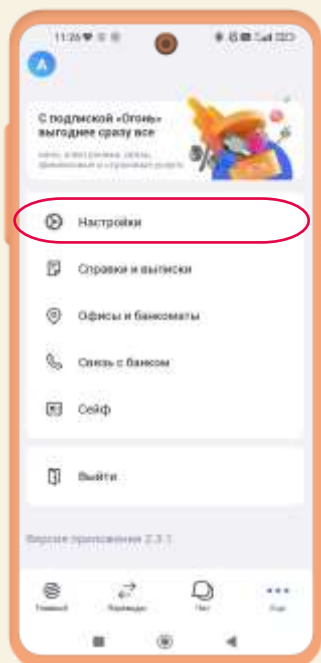 11:26
А
С подпиской «Огонь»
выгоднее сразу все
Настройки
Справки и выписки
Офисы и банкоматы
Связь с банком
Сейф
Выйти
Версия приложения 2.3.1
Главный
Переводы
Чат
Еще